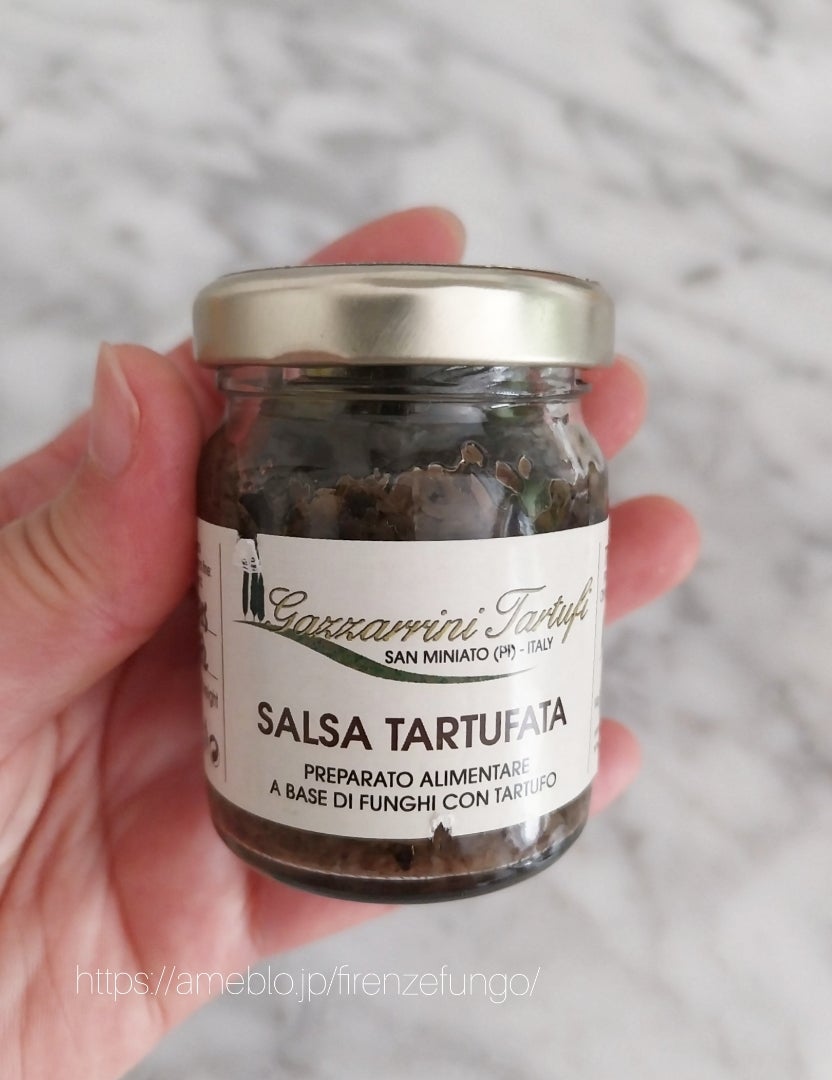 Gazzarrini Tartufi
SAN MINIATO (PI) - ITALY
SALSA TARTUFATA
PREPARATO ALIMENTARE
A BASE DI FUNGHI CON TARTUFO
https://ameblo.jp/firenzefungo/